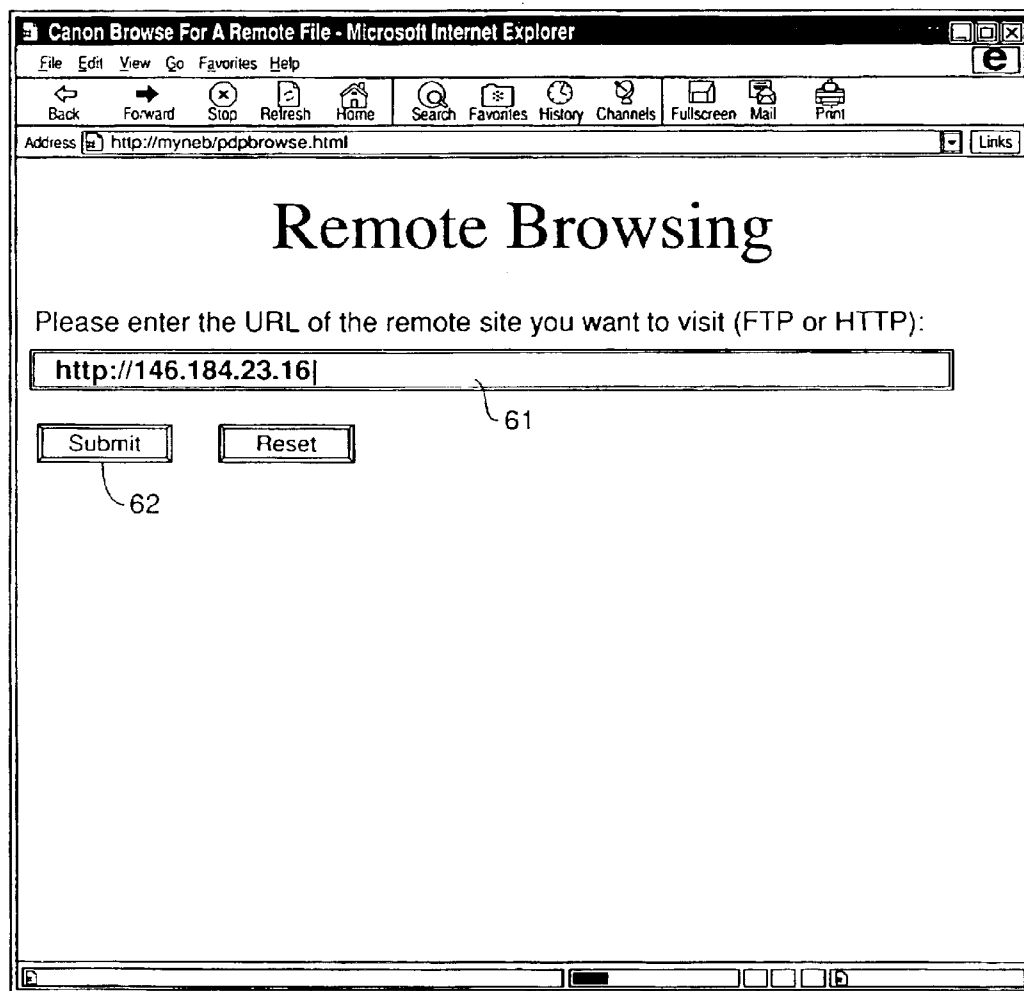 Canon Browse For A Remote File - Microsoft Internet Explorer
File Edit View Go Favorites Help
e
Back Forward Stop Refresh Home Search Favorites History Channels Fullscreen Mail Print
Address http://myneb/pdpbrowse.html Links
Remote Browsing
Please enter the URL of the remote site you want to visit (FTP or HTTP):
http://146.184.23.16
61
Submit Reset
62